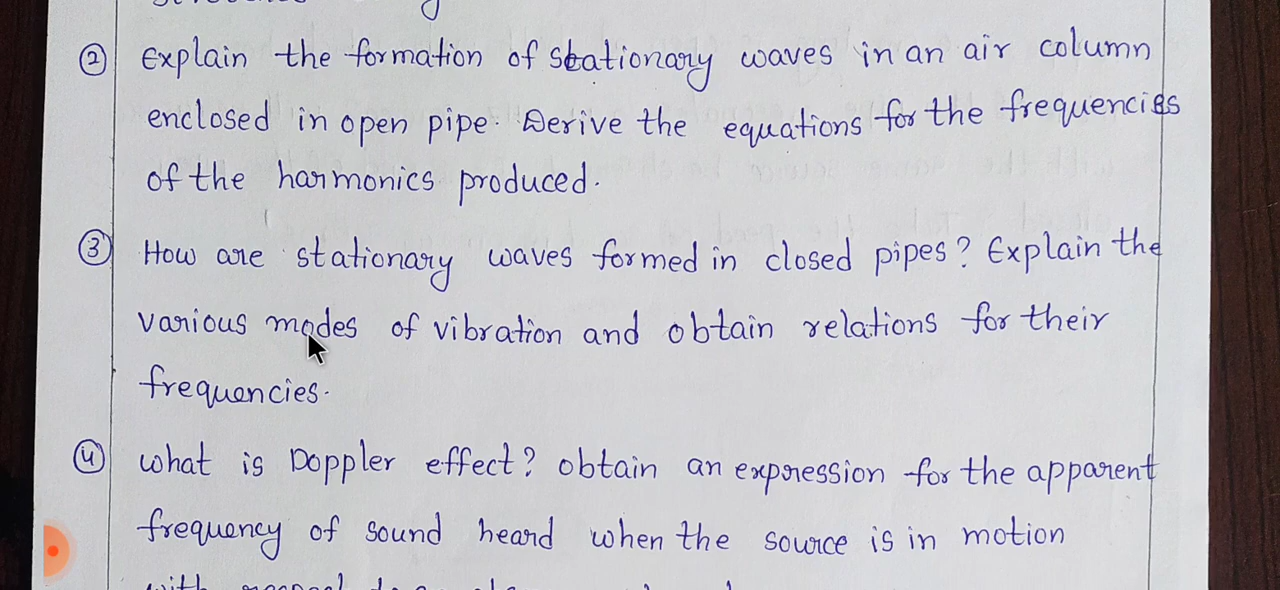 ② Explain the formation of stationary waves in an air column
enclosed in open pipe. Derive the equations for the frequencies
of the harmonics produced.
③ How are stationary waves formed in closed pipes? Explain the
various modes of vibration and obtain relations for their
frequencies.
④ What is Doppler effect? obtain an expression for the apparent
frequency of sound heard when the source is in motion